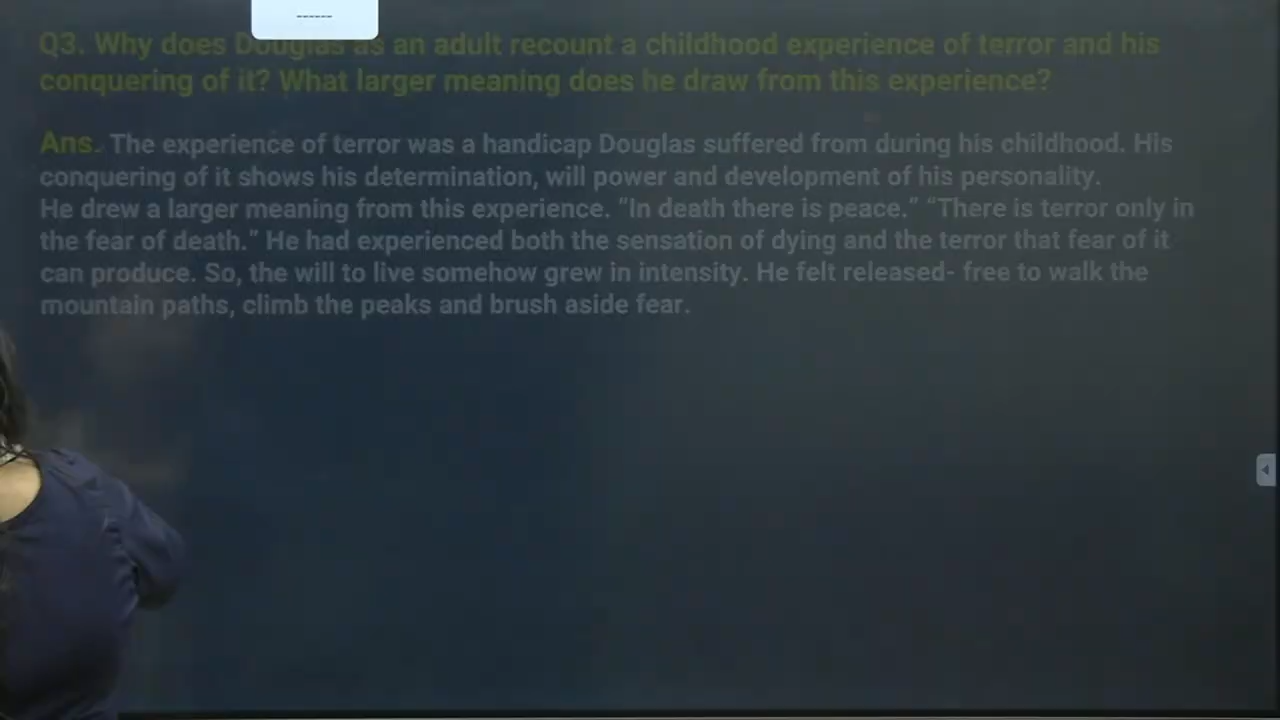 Q3. Why does Douglas as an adult recount a childhood experience of terror and his
conquering of it? What larger meaning does he draw from this experience?
Ans. The experience of terror was a handicap Douglas suffered from during his childhood. His
conquering of it shows his determination, will power and development of his personality.
He drew a larger meaning from this experience. "In death there is peace." "There is terror only in
the fear of death." He had experienced both the sensation of dying and the terror that fear of it
can produce. So, the will to live somehow grew in intensity. He felt released- free to walk the
mountain paths, climb the peaks and brush aside fear.